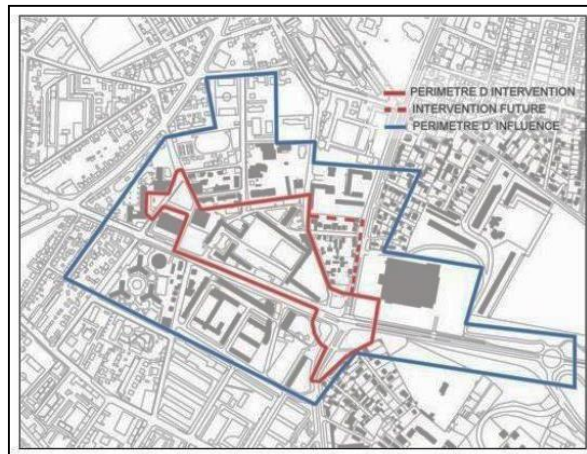 PERIMETRE D INTERVENTION
INTERVENTION FUTURE
PERIMETRE D' INFLUENCE